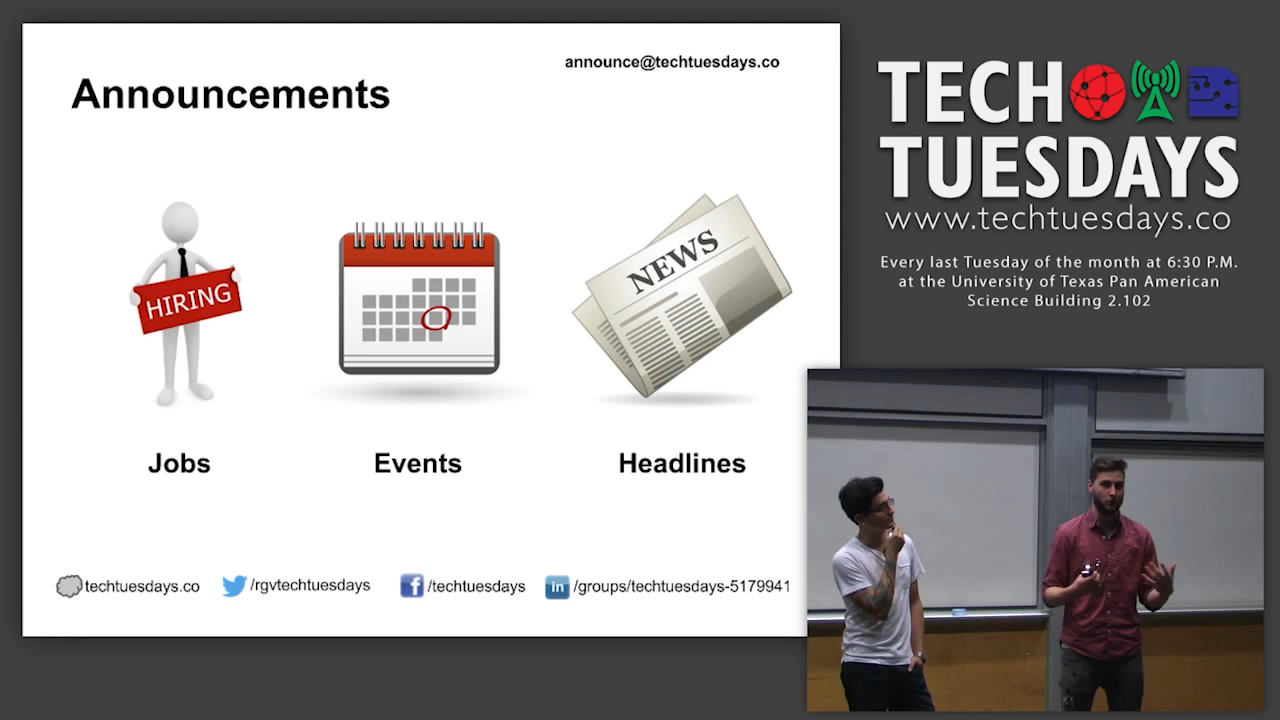 announce@techtuesdays.co
Announcements
HIRING
NEWS
Jobs
Events
Headlines
techtuesdays.co
/rgvtechtuesdays
/techtuesdays
/groups/techtuesdays-5179941
TECH
TUESDAYS
www.techtuesdays.co
Every last Tuesday of the month at 6:30 P.M.
at the University of Texas Pan American
Science Building 2.102